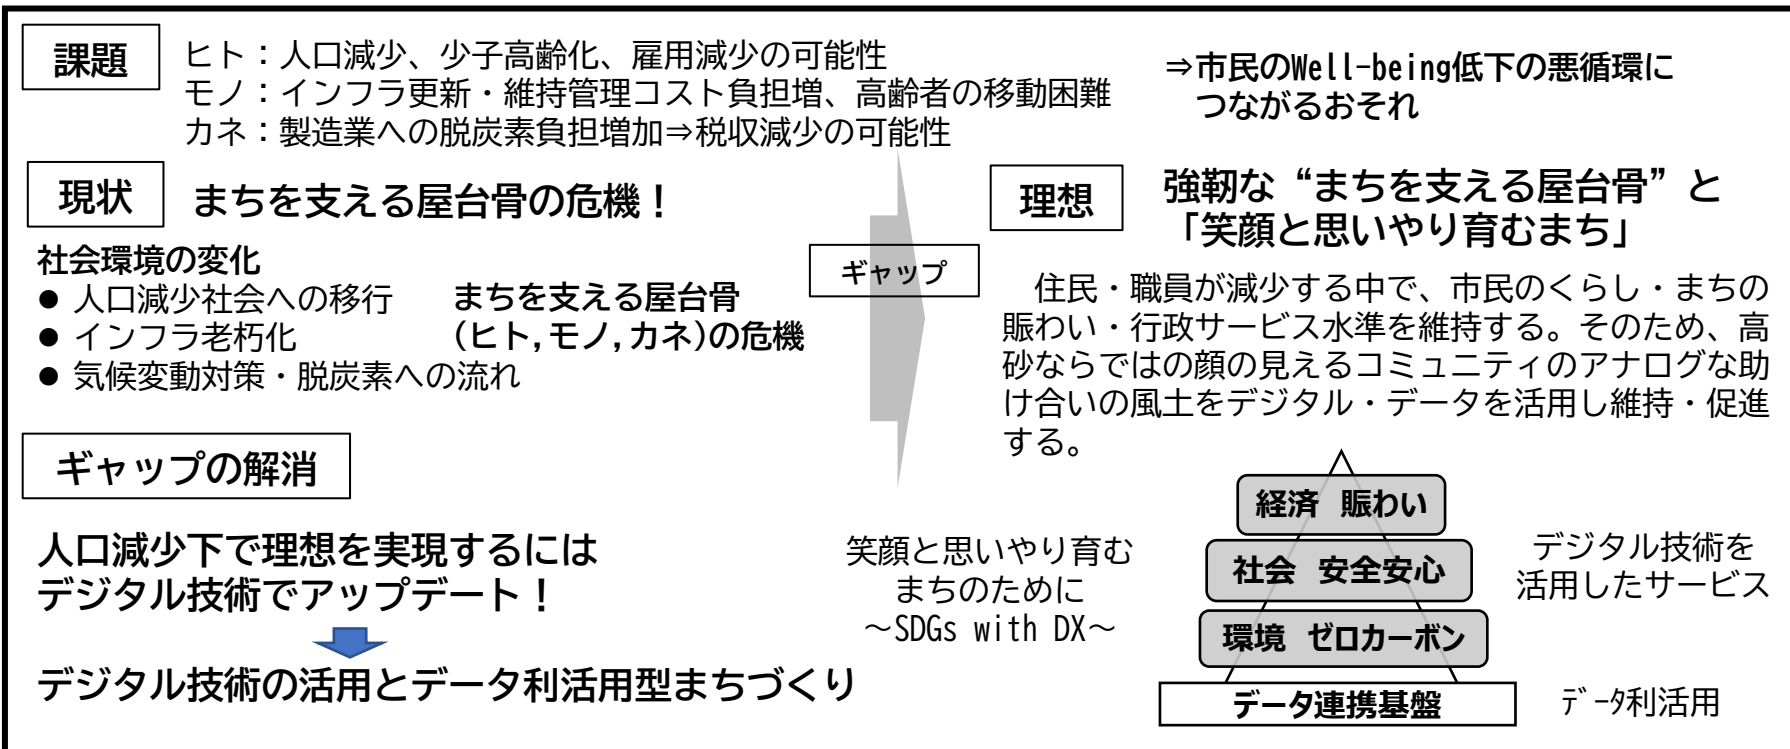 課題
ヒト：人口減少、少子高齢化、雇用減少の可能性
モノ：インフラ更新・維持管理コスト負担増、高齢者の移動困難
カネ：製造業への脱炭素負担増加⇒税収減少の可能性
⇒市民のWell-being低下の悪循環に
つながるおそれ
現状
まちを支える屋台骨の危機！
社会環境の変化
● 人口減少社会への移行
● インフラ老朽化
● 気候変動対策・脱炭素への流れ
まちを支える屋台骨
(ヒト,モノ,カネ)の危機
ギャップ
理想
強靭な“まちを支える屋台骨”と
「笑顔と思いやり育むまち」
住民・職員が減少する中で、市民のくらし・まちの
賑わい・行政サービス水準を維持する。そのため、高
砂ならではの顔の見えるコミュニティのアナログな助
け合いの風土をデジタル・データを活用し維持・促進
する。
ギャップの解消
人口減少下で理想を実現するには
デジタル技術でアップデート！
デジタル技術の活用とデータ利活用型まちづくり
笑顔と思いやり育む
まちのために
～SDGs with DX～
経済 賑わい
社会 安全安心
環境 ゼロカーボン
データ連携基盤
デジタル技術を
活用したサービス
ﾃﾞｰﾀ利活用